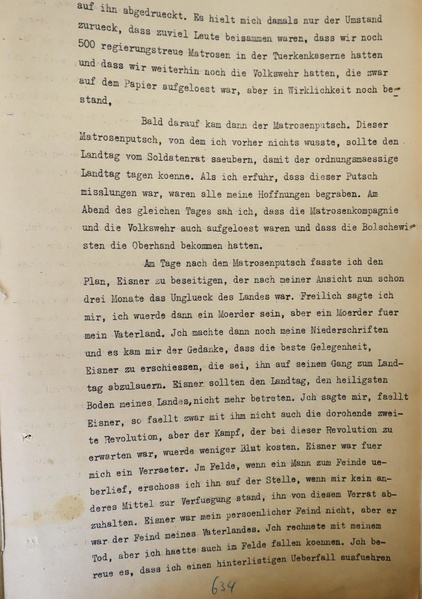 auf ihn abgedrueckt. Es hielt mich damals nur der Umstand
zurueck, dass zuviel Leute beisammen waren, dass wir noch
500 regierungstreue Matrosen in der Tuerkenkaserne hatten
und dass wir weiterhin noch die Volkswehr hatten, die zwar
auf dem Papier aufgeloest war, aber in Wirklichkeit noch be-
stand,
Bald darauf kam dann der Matrosenputsch. Dieser
Matrosenputsch, von dem ich vorher nichts wusste, sollte den
Landtag vom Soldatenrat saeubern, damit der ordnungsmaessige
Landtag tagen koenne. Als ich erfuhr, dass dieser Putsch
misslungen war, waren alle meine Hoffnungen begraben. Am
Abend des gleichen Tages sah ich, dass die Matrosenkompagnie
und die Volkswehr auch aufgeloest waren und dass die Bolschewi-
sten die Oberhand bekommen hatten.
Am Tage nach dem Matrosenputsch fasste ich den
Plan, Eisner zu beseitigen, der nach meiner Ansicht nun schon
drei Monate das Unglueck des Landes war. Freilich sagte ich
mir, ich wuerde dann ein Moerder sein, aber ein Moerder fuer
mein Vaterland. Jch machte dann noch meine Niederschriften
und es kam mir der Gedanke, dass die beste Gelegenheit,
Eisner zu erschiessen, die sei, ihn auf seinem Gang zum Land-
tag abzulauern. Eisner sollten den Landtag, den heiligsten
Boden meines Landes, nicht mehr betreten. Jch sagte mir, faellt
Eisner, so faellt zwar mit ihm nicht auch die dorohende zwei-
te Revolution, aber der Kampf, der bei dieser Revolution zu
erwarten war, wuerde weniger Blut kosten. Eisner war fuer
mich ein Verraeter. Jm Felde, wenn ein Mann zum Feinde ue-
berlief, erschoss ich ihn auf der Stelle, wenn mir kein an-
deres Mittel zur Verfuegung stand, ihn von diesem Verrat ab-
zuhalten. Eisner war mein persoenlicher Feind nicht, aber er
war der Feind meines Vaterlandes. Jch rechnete mit meinem
Tod, aber ich haette auch im Felde fallen koennen. Jch be-
reue es, dass ich einen hinterlistigen Ueberfall ausfuehren
634